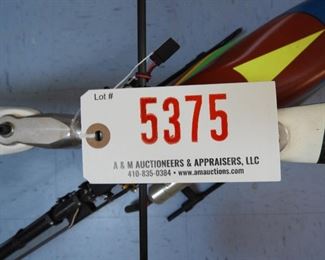 Lot #
5375
A & M AUCTIONEERS & APPRAISERS, LLC
410-835-0384 • www.amauctions.com